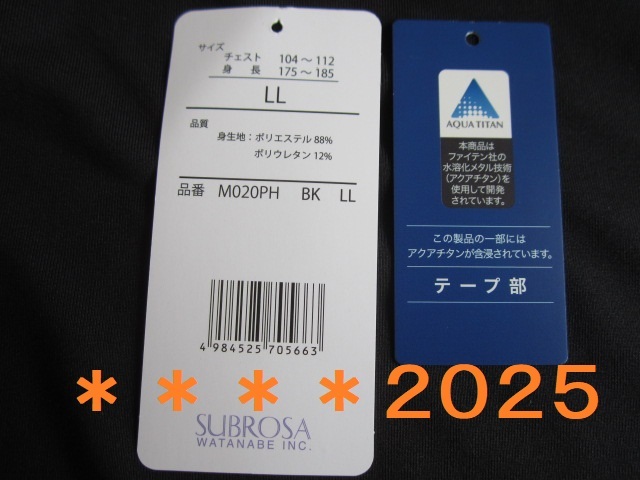 サイズ
チェスト 104～112
身長 175～185
LL
品質
身生地：ポリエステル 88%
ポリウレタン 12%
品番 M020PH BK LL
4 984525 705663
SUBROSA
WATANABE INC.
AQUA TITAN
本商品は
ファイテン社の
水溶化メタル技術
（アクアチタン）を
使用して開発
されています。
この製品の一部には
アクアチタンが含浸されています。
テープ部
＊＊＊＊2025